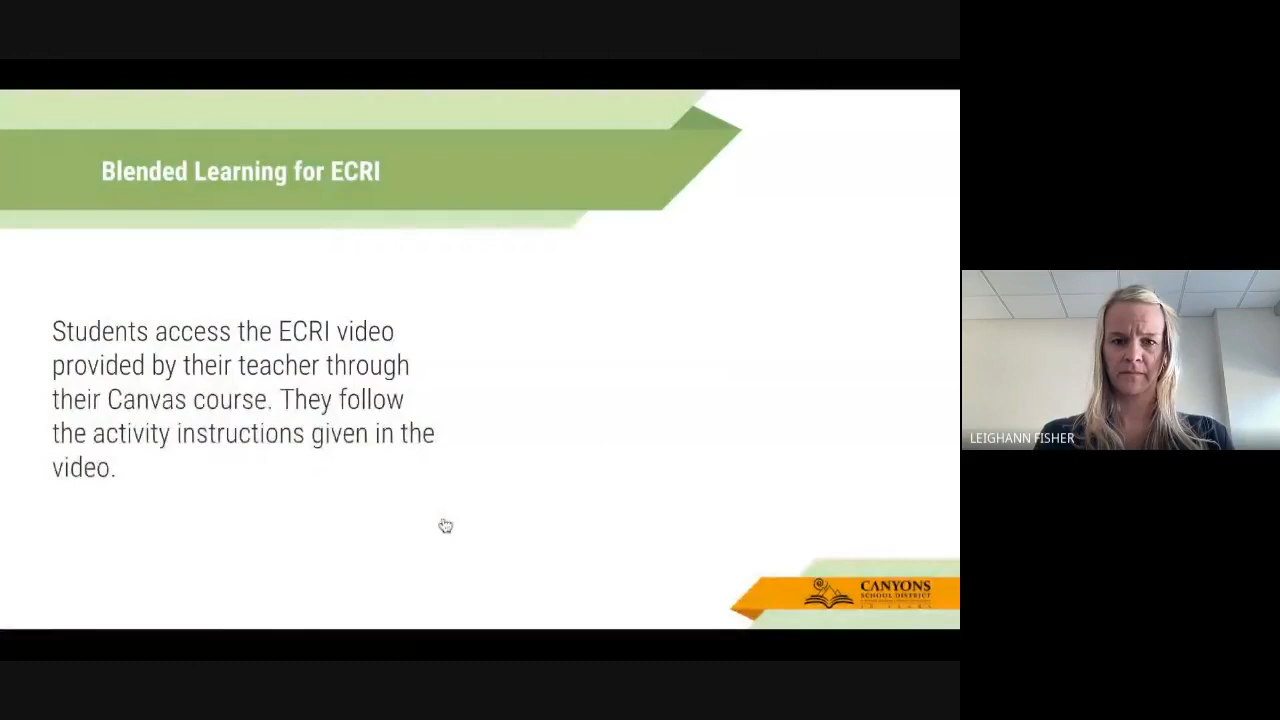 Blended Learning for ECRI
Students access the ECRI video
provided by their teacher through
their Canvas course. They follow
the activity instructions given in the
video.
LEIGHANN FISHER
CANYONS
SCHOOL DISTRICT